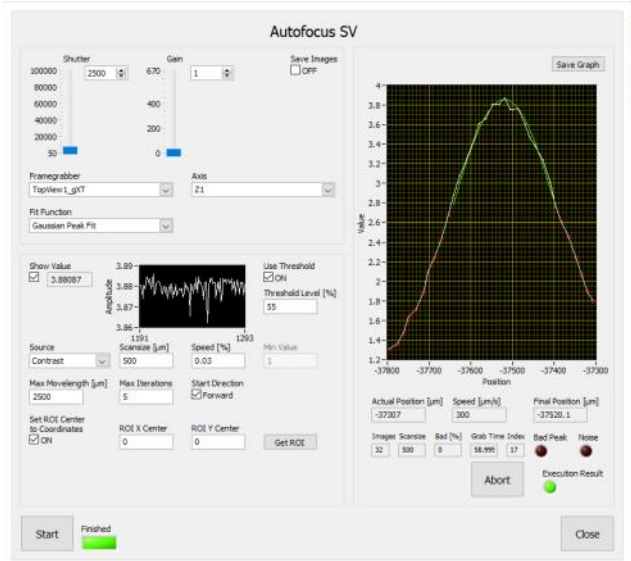 Autofocus SV
Shutter
Gain
Save Images
100000
80000
60000
40000
20000
50
2500
670
400
200
0
1
OFF
Framegrabber
Axis
TopView1_gXT
Z1
Fit Function
Gaussian Peak Fit
Show Value
3.88087
Amplitude
3.89
3.88
3.87
3.86
1191
1293
Use Threshold
ON
Threshold Level [%]
55
Source
Scansize [µm]
Speed [%]
Min Value
Contrast
500
0.03
1
Max Movelength [µm]
Max Iterations
Start Direction
2500
5
Forward
Set ROI Center
to Coordinates
ROI X Center
ROI Y Center
ON
0
0
Get ROI
Start
Finished
Save Graph
Value
4
3.8
3.6
3.4
3.2
3
2.8
2.6
2.4
2.2
2
1.8
1.6
1.4
1.2
-37800
-37700
-37600
-37500
-37400
-37300
Position
Actual Position [µm]
Speed [µm/s]
Final Position [µm]
-37307
300
-37520.1
Images
Scansize
Bad [%]
Grab Time
Index
Bad Peak
Noise
32
500
0
58.995
17
Abort
Execution Result
Close